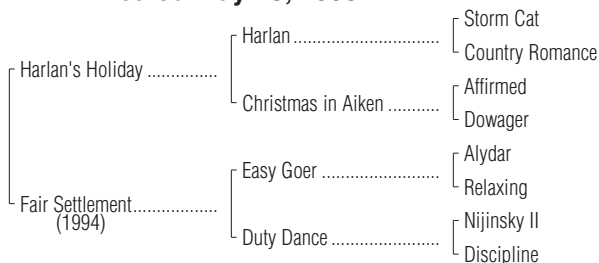 Storm Cat
Harlan ................................
Country Romance
Harlan's Holiday ...............
Affirmed
Christmas in Aiken ...........
Dowager
Alydar
Easy Goer .........................
Relaxing
Fair Settlement..................
(1994)
Nijinsky II
Duty Dance .......................
Discipline